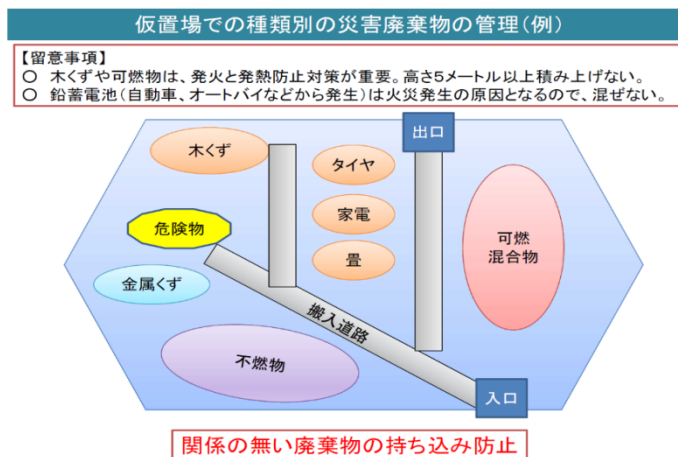 仮置場での種類別の災害廃棄物の管理(例)
【留意事項】
○ 木くずや可燃物は、発火と発熱防止対策が重要。高さ5メートル以上積み上げない。
○ 鉛蓄電池(自動車、オートバイなどから発生)は火災発生の原因となるので、混ぜない。
出口
木くず
タイヤ
家電
危険物
可燃
混合物
畳
金属くず
搬入道路
不燃物
入口
関係の無い廃棄物の持ち込み防止